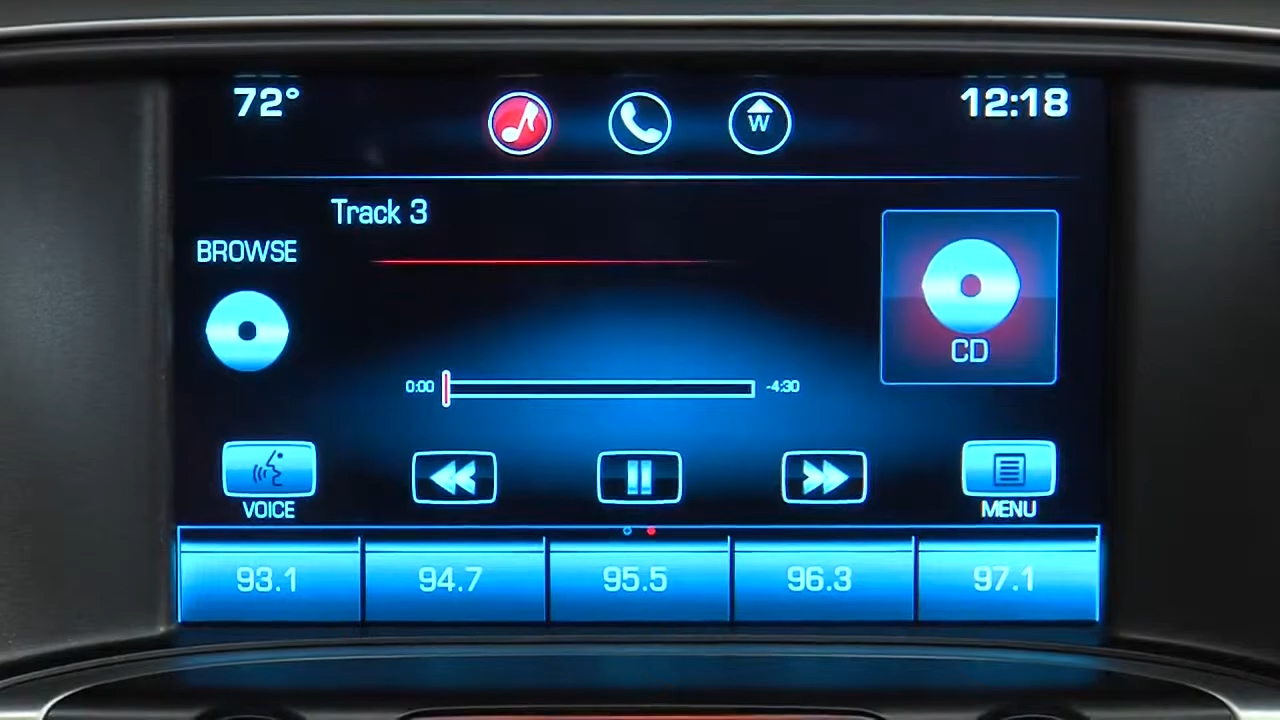 72°
W
12:18
Track 3
BROWSE
CD
0:00
-4:30
VOICE
MENU
93.1
94.7
95.5
96.3
97.1